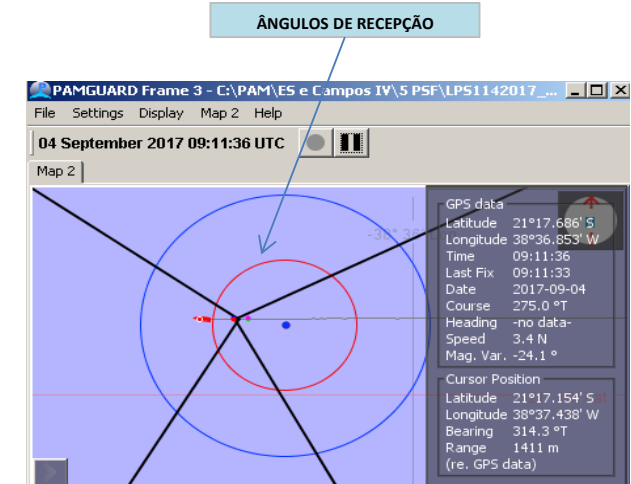 ÂNGULOS DE RECEPÇÃO
PAMGUARD Frame 3 - C:\PAM\ES e Campos IV\5 PSF\LPS1142017_...
File Settings Display Map 2 Help
04 September 2017 09:11:36 UTC
Map 2
GPS data
Latitude 21°17.686' S
Longitude 38°36.853' W
Time 09:11:36
Last Fix 09:11:33
Date 2017-09-04
Course 275.0 °T
Heading -no data-
Speed 3.4 N
Mag. Var. -24.1 °
Cursor Position
Latitude 21°17.154' S
Longitude 38°37.438' W
Bearing 314.3 °T
Range 1411 m
(re. GPS data)